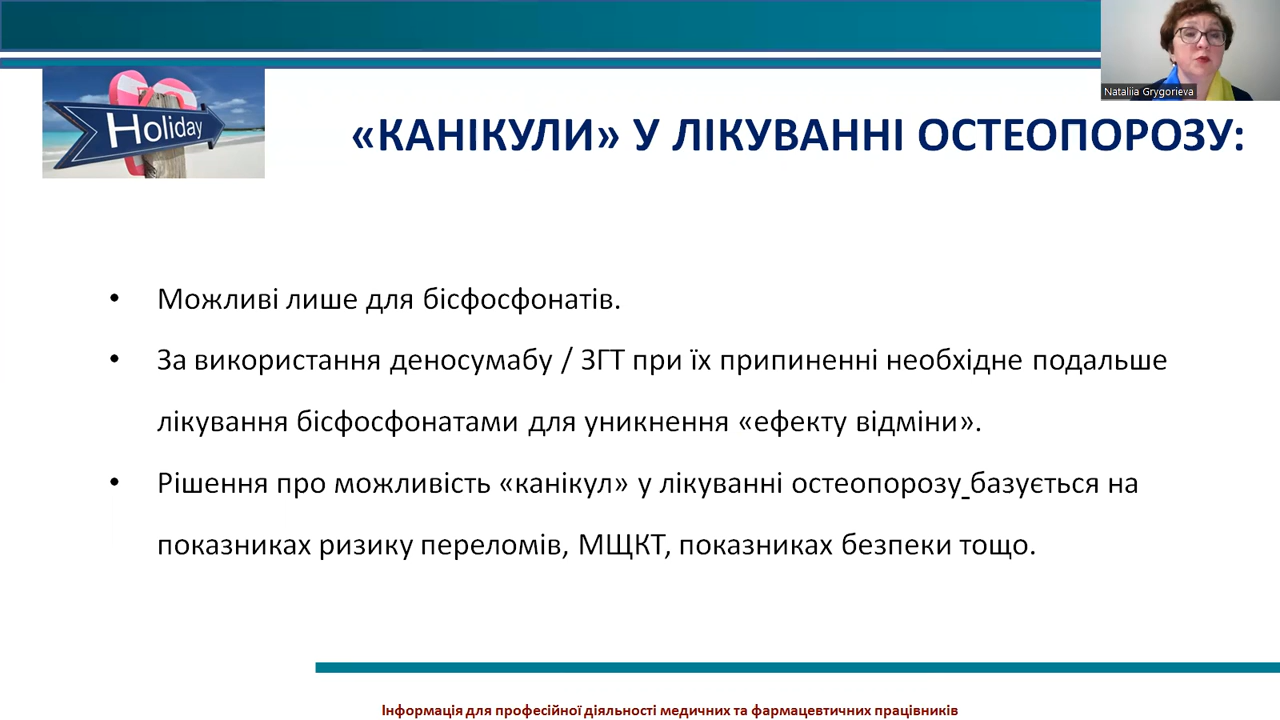 Nataliia Grygorieva
Holiday
«КАНІКУЛИ» У ЛІКУВАННІ ОСТЕОПОРОЗУ:
• Можливі лише для бісфосфонатів.
• За використання деносумабу / ЗГТ при їх припиненні необхідне подальше
лікування бісфосфонатами для уникнення «ефекту відміни».
• Рішення про можливість «канікул» у лікуванні остеопорозу базується на
показниках ризику переломів, МЩКТ, показниках безпеки тощо.
Інформація для професійної діяльності медичних та фармацевтичних працівників